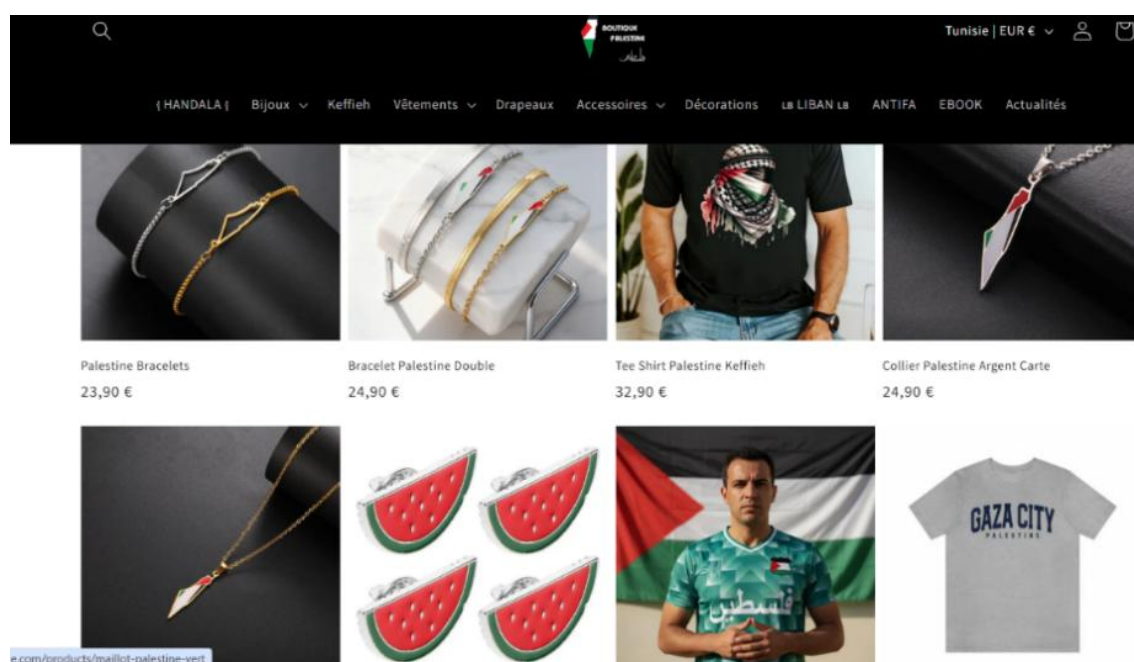 BOUTIQUE
PALESTINE
Tunisie | EUR €
{ HANDALA {
Bijoux
Keffieh
Vêtements
Drapeaux
Accessoires
Décorations
LB LIBAN LB
ANTIFA
EBOOK
Actualités
Palestine Bracelets
23,90 €
Bracelet Palestine Double
24,90 €
Tee Shirt Palestine Keffieh
32,90 €
Collier Palestine Argent Carte
24,90 €
فلسطين
GAZA CITY
PALESTINE
e.com/products/maillot-palestine-vert